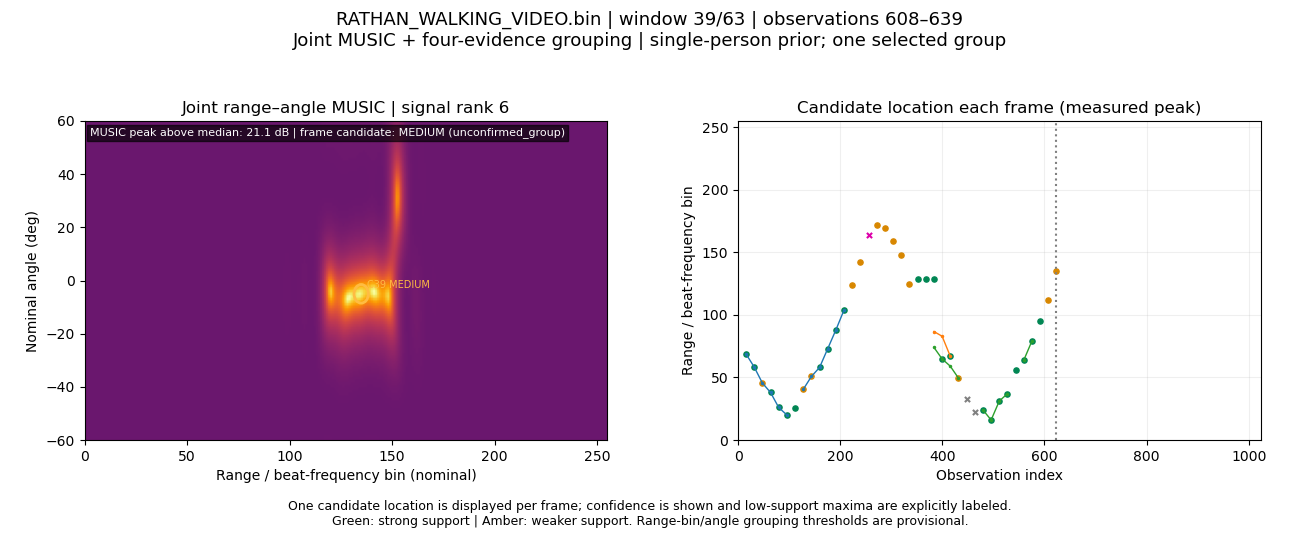 RATHAN_WALKING_VIDEO.bin | window 39/63 | observations 608–639
Joint MUSIC + four-evidence grouping | single-person prior; one selected group
Joint range–angle MUSIC | signal rank 6
MUSIC peak above median: 21.1 dB | frame candidate: MEDIUM (unconfirmed_group)
MEDIUM
60
40
20
0
−20
−40
−60
Nominal angle (deg)
0
50
100
150
200
250
Range / beat-frequency bin (nominal)
Candidate location each frame (measured peak)
250
200
150
100
50
0
Range / beat-frequency bin
0
200
400
600
800
1000
Observation index
One candidate location is displayed per frame; confidence is shown and low-support maxima are explicitly labeled.
Green: strong support | Amber: weaker support. Range-bin/angle grouping thresholds are provisional.